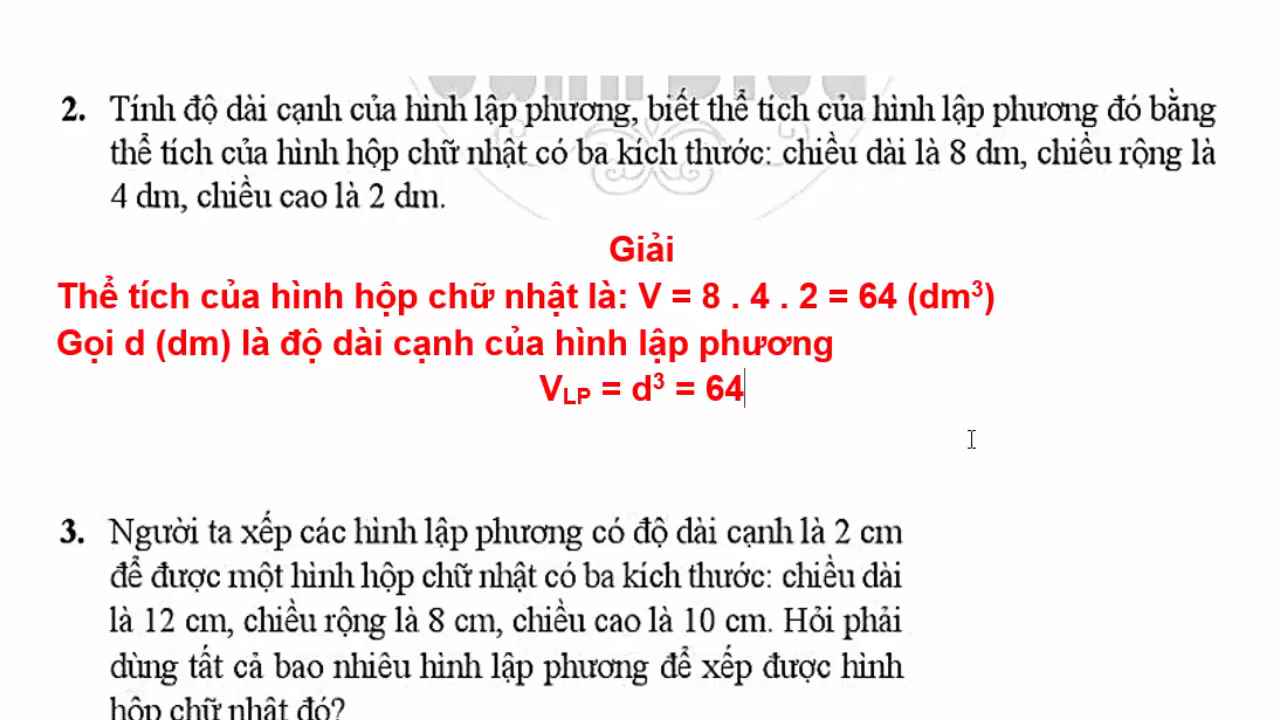 2. Tính độ dài cạnh của hình lập phương, biết thể tích của hình lập phương đó bằng
thể tích của hình hộp chữ nhật có ba kích thước: chiều dài là 8 dm, chiều rộng là
4 dm, chiều cao là 2 dm.
Giải
Thể tích của hình hộp chữ nhật là: V = 8 . 4 . 2 = 64 (dm³)
Gọi d (dm) là độ dài cạnh của hình lập phương
V_LP = d³ = 64
3. Người ta xếp các hình lập phương có độ dài cạnh là 2 cm
để được một hình hộp chữ nhật có ba kích thước: chiều dài
là 12 cm, chiều rộng là 8 cm, chiều cao là 10 cm. Hỏi phải
dùng tất cả bao nhiêu hình lập phương để xếp được hình
hộp chữ nhật đó?